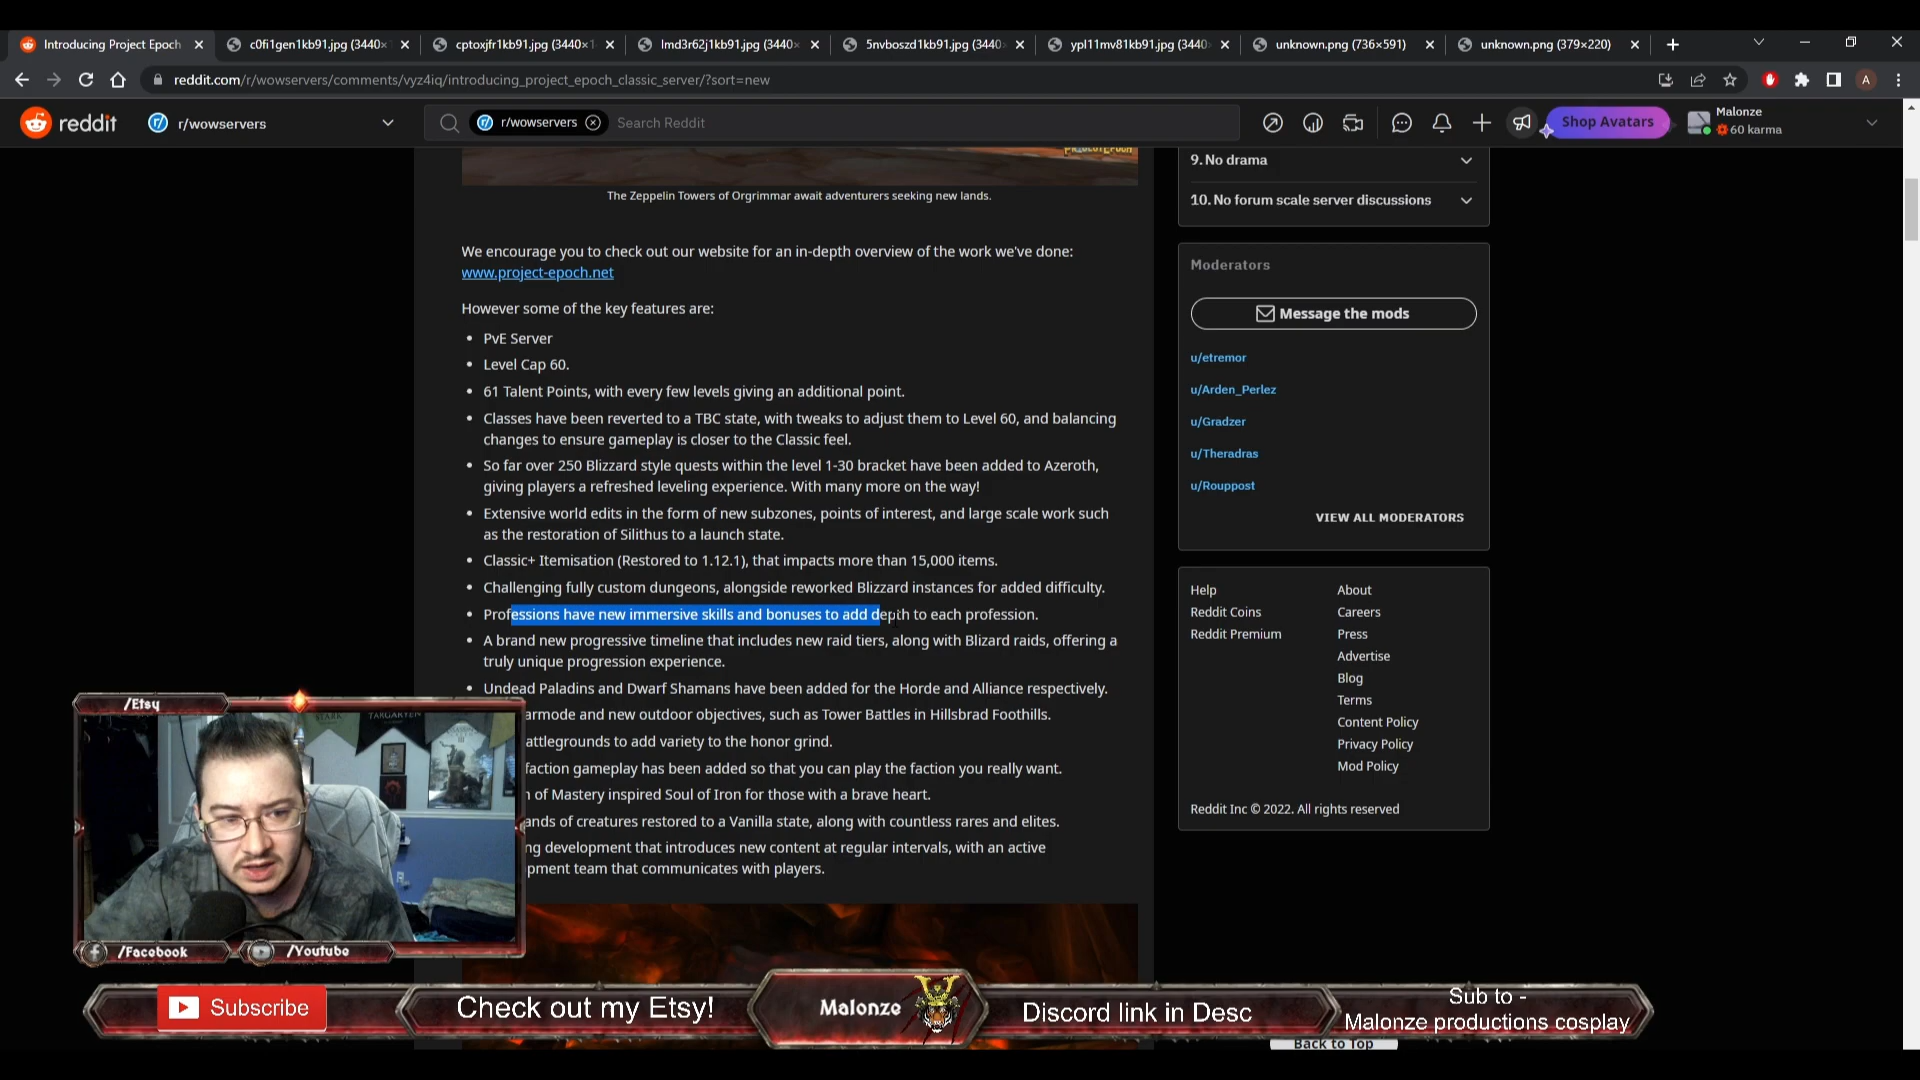 Introducing Project Epoch
c0fi1gen1kb91.jpg (3440×
cptoxjfr1kb91.jpg (3440×1
lmd3r62j1kb91.jpg (3440×
5nvboszd1kb91.jpg (3440
ypl11mv81kb91.jpg (3440
unknown.png (736×591)
unknown.png (379×220)
reddit.com/r/wowservers/comments/vyz4iq/introducing_project_epoch_classic_server/?sort=new
A
reddit
r/wowservers
r/wowservers
Search Reddit
Shop Avatars
Malonze
60 karma
The Zeppelin Towers of Orgrimmar await adventurers seeking new lands.
We encourage you to check out our website for an in-depth overview of the work we've done:
www.project-epoch.net
However some of the key features are:
• PvE Server
• Level Cap 60.
• 61 Talent Points, with every few levels giving an additional point.
• Classes have been reverted to a TBC state, with tweaks to adjust them to Level 60, and balancing
changes to ensure gameplay is closer to the Classic feel.
• So far over 250 Blizzard style quests within the level 1-30 bracket have been added to Azeroth,
giving players a refreshed leveling experience. With many more on the way!
• Extensive world edits in the form of new subzones, points of interest, and large scale work such
as the restoration of Silithus to a launch state.
• Classic+ Itemisation (Restored to 1.12.1), that impacts more than 15,000 items.
• Challenging fully custom dungeons, alongside reworked Blizzard instances for added difficulty.
• Professions have new immersive skills and bonuses to add depth to each profession.
• A brand new progressive timeline that includes new raid tiers, along with Blizard raids, offering a
truly unique progression experience.
• Undead Paladins and Dwarf Shamans have been added for the Horde and Alliance respectively.
armode and new outdoor objectives, such as Tower Battles in Hillsbrad Foothills.
attlegrounds to add variety to the honor grind.
faction gameplay has been added so that you can play the faction you really want.
of Mastery inspired Soul of Iron for those with a brave heart.
ands of creatures restored to a Vanilla state, along with countless rares and elites.
ng development that introduces new content at regular intervals, with an active
pment team that communicates with players.
9. No drama
10. No forum scale server discussions
Moderators
Message the mods
u/etremor
u/Arden_Perlez
u/Gradzer
u/Theradras
u/Rouppost
VIEW ALL MODERATORS
Help
About
Reddit Coins
Careers
Reddit Premium
Press
Advertise
Blog
Terms
Content Policy
Privacy Policy
Mod Policy
Reddit Inc © 2022. All rights reserved
Back to Top
/Etsy
TARGARYEN
/Facebook
/Youtube
Subscribe
Check out my Etsy!
Malonze
Discord link in Desc
Sub to -
Malonze productions cosplay